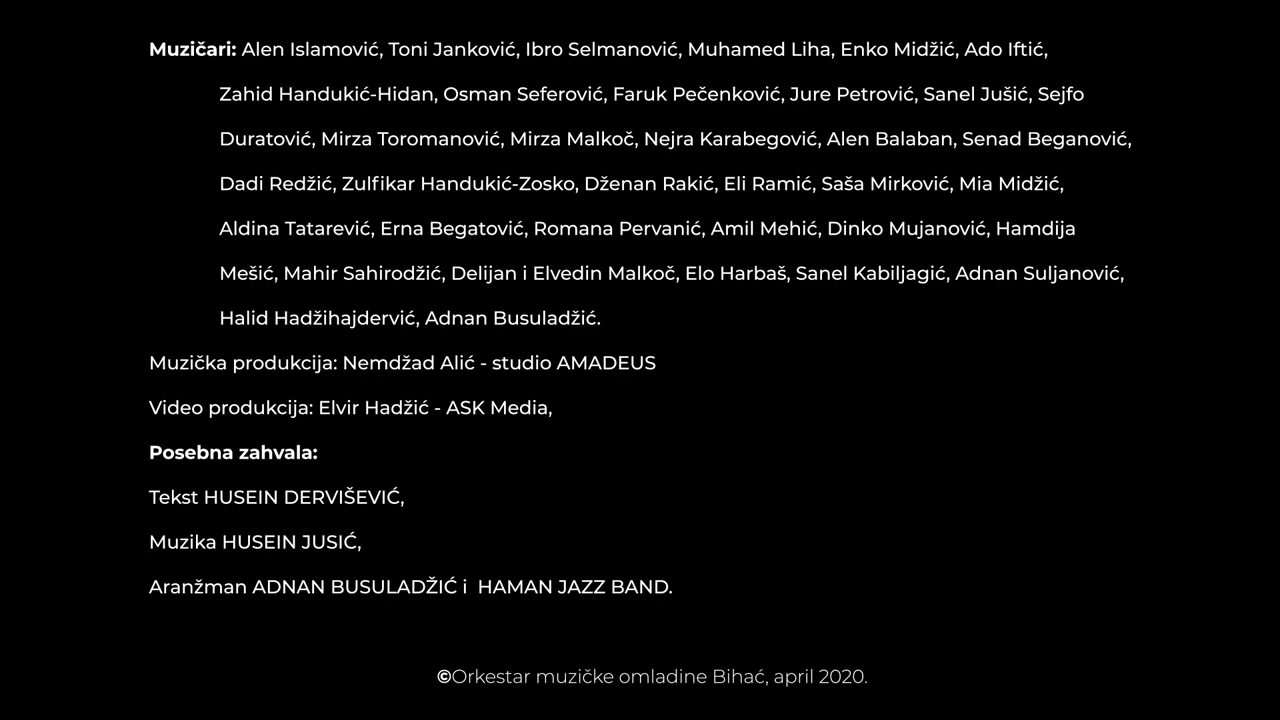 Muzičari: Alen Islamović, Toni Janković, Ibro Selmanović, Muhamed Liha, Enko Midžić, Ado Iftić,
Zahid Handukić-Hidan, Osman Seferović, Faruk Pečenković, Jure Petrović, Sanel Jušić, Sejfo
Duratović, Mirza Toromanović, Mirza Malkoč, Nejra Karabegović, Alen Balaban, Senad Beganović,
Dadi Redžić, Zulfikar Handukić-Zosko, Dženan Rakić, Eli Ramić, Saša Mirković, Mia Midžić,
Aldina Tatarević, Erna Begatović, Romana Pervanić, Amil Mehić, Dinko Mujanović, Hamdija
Mešić, Mahir Sahirodžić, Delijan i Elvedin Malkoč, Elo Harbaš, Sanel Kabiljagić, Adnan Suljanović,
Halid Hadžihajdervić, Adnan Busuladžić.
Muzička produkcija: Nemdžad Alić - studio AMADEUS
Video produkcija: Elvir Hadžić - ASK Media,
Posebna zahvala:
Tekst HUSEIN DERVIŠEVIĆ,
Muzika HUSEIN JUSIĆ,
Aranžman ADNAN BUSULADŽIĆ i  HAMAN JAZZ BAND.
©Orkestar muzičke omladine Bihać, april 2020.